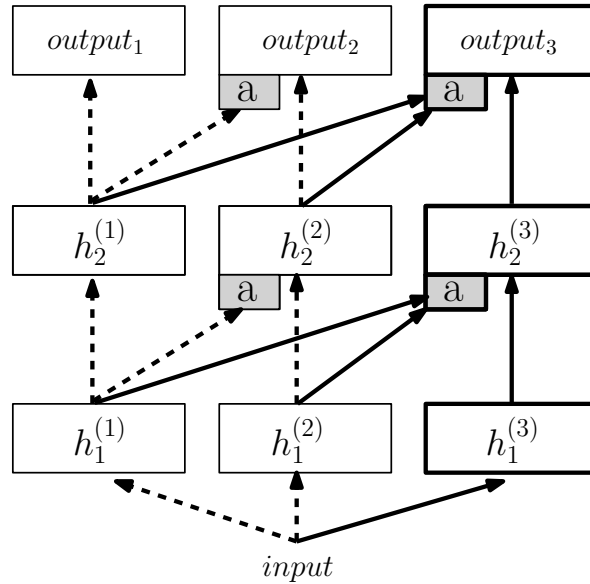 output₁ output₂ output₃
a a
h₂⁽¹⁾ h₂⁽²⁾ h₂⁽³⁾
a a
h₁⁽¹⁾ h₁⁽²⁾ h₁⁽³⁾
input